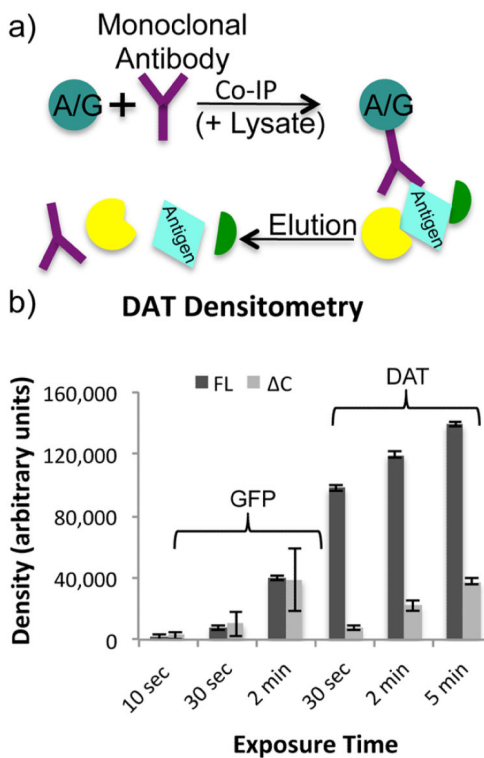 a)
Monoclonal
Antibody
A/G + Co-IP A/G
(+ Lysate)
Antigen Elution Antigen
b) DAT Densitometry
Density (arbitrary units)
FL ΔC
DAT
GFP
160,000
120,000
80,000
40,000
0
10 sec 30 sec 2 min 30 sec 2 min 5 min
Exposure Time